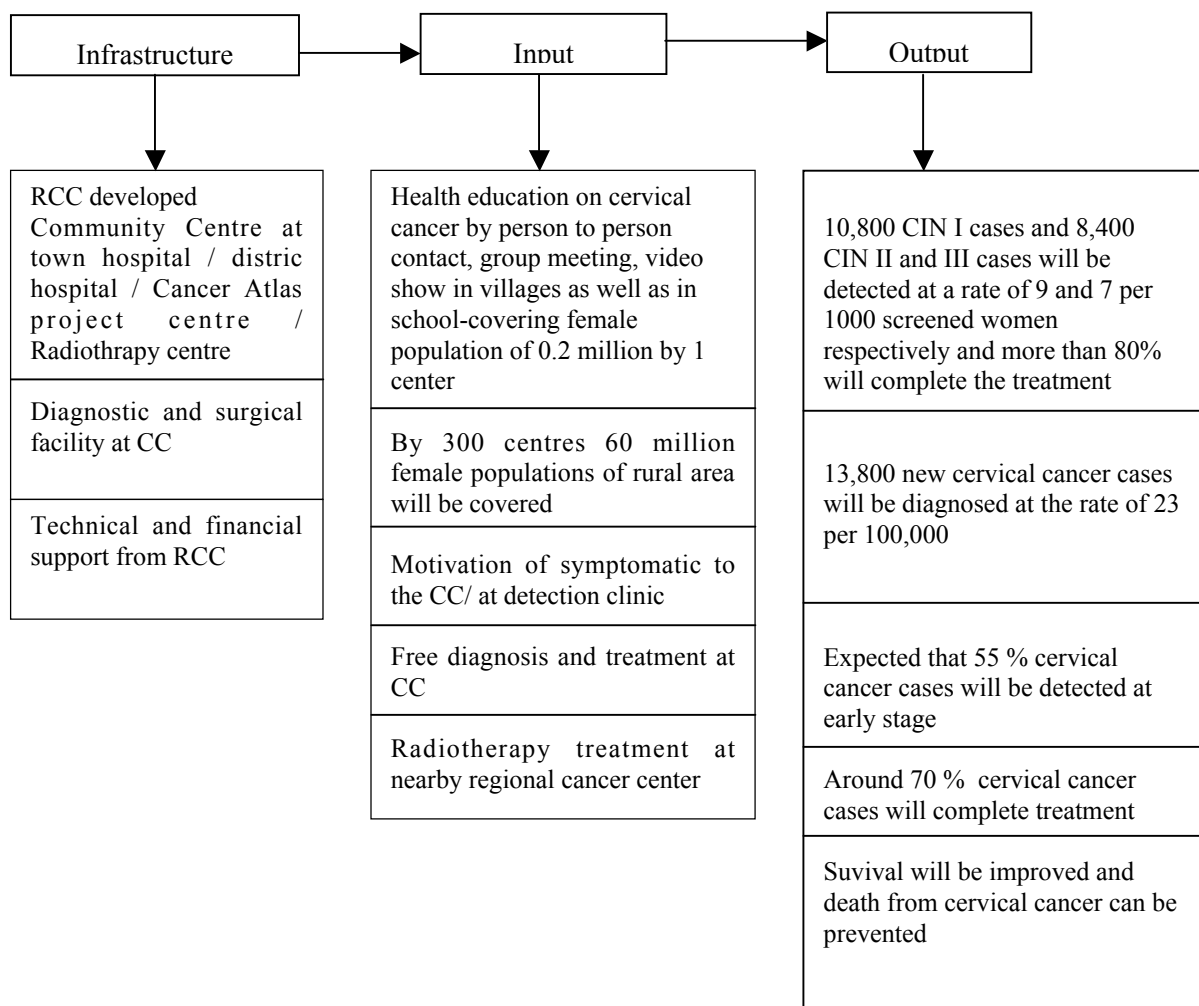 Infrastructure
Input
Output
RCC developed
Community Centre at
town hospital / distric
hospital / Cancer Atlas
project centre /
Radiothrapy centre
Diagnostic and surgical
facility at CC
Technical and financial
support from RCC
Health education on cervical
cancer by person to person
contact, group meeting, video
show in villages as well as in
school-covering female
population of 0.2 million by 1
center
By 300 centres 60 million
female populations of rural area
will be covered
Motivation of symptomatic to
the CC/ at detection clinic
Free diagnosis and treatment at
CC
Radiotherapy treatment at
nearby regional cancer center
10,800 CIN I cases and 8,400
CIN II and III cases will be
detected at a rate of 9 and 7 per
1000 screened women
respectively and more than 80%
will complete the treatment
13,800 new cervical cancer cases
will be diagnosed at the rate of 23
per 100,000
Expected that 55 % cervical
cancer cases will be detected at
early stage
Around 70 % cervical cancer
cases will complete treatment
Suvival will be improved and
death from cervical cancer can be
prevented